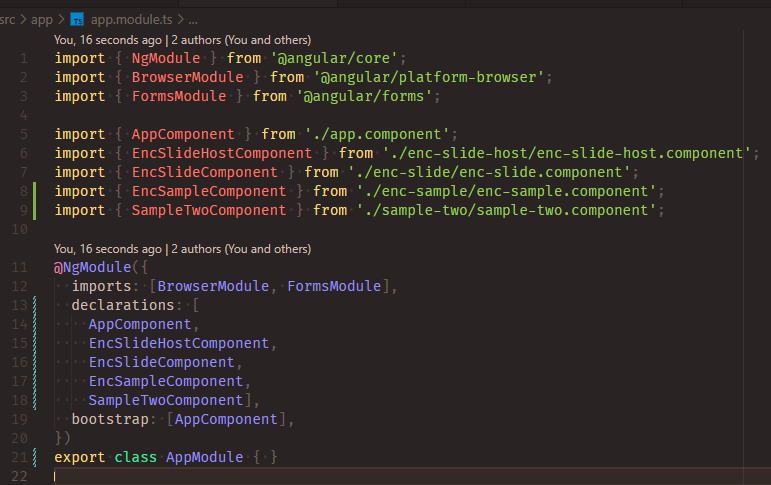 src > app > app.module.ts > ...
You, 16 seconds ago | 2 authors (You and others)
1 import { NgModule } from '@angular/core';
2 import { BrowserModule } from '@angular/platform-browser';
3 import { FormsModule } from '@angular/forms';
4
5 import { AppComponent } from './app.component';
6 import { EncSlideHostComponent } from './enc-slide-host/enc-slide-host.component';
7 import { EncSlideComponent } from './enc-slide/enc-slide.component';
8 import { EncSampleComponent } from './enc-sample/enc-sample.component';
9 import { SampleTwoComponent } from './sample-two/sample-two.component';
10
You, 16 seconds ago | 2 authors (You and others)
11 @NgModule({
12   imports: [BrowserModule, FormsModule],
13   declarations: [
14     AppComponent,
15     EncSlideHostComponent,
16     EncSlideComponent,
17     EncSampleComponent,
18     SampleTwoComponent],
19   bootstrap: [AppComponent],
20 })
21 export class AppModule { }
22